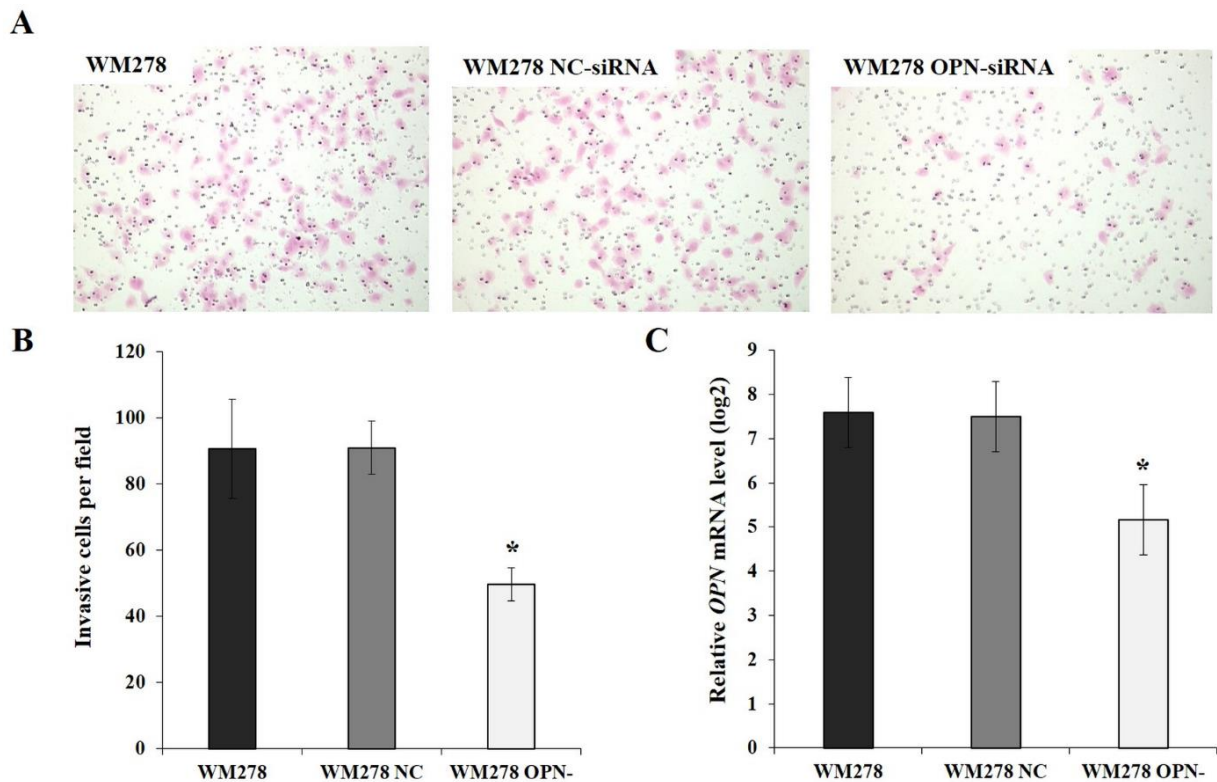 A
WM278
WM278 NC-siRNA
WM278 OPN-siRNA
B
Invasive cells per field
120
100
80
60
40
20
0
*
WM278
WM278 NC
WM278 OPN-
C
Relative OPN mRNA level (log2)
9
8
7
6
5
4
3
2
1
0
*
WM278
WM278 NC
WM278 OPN-